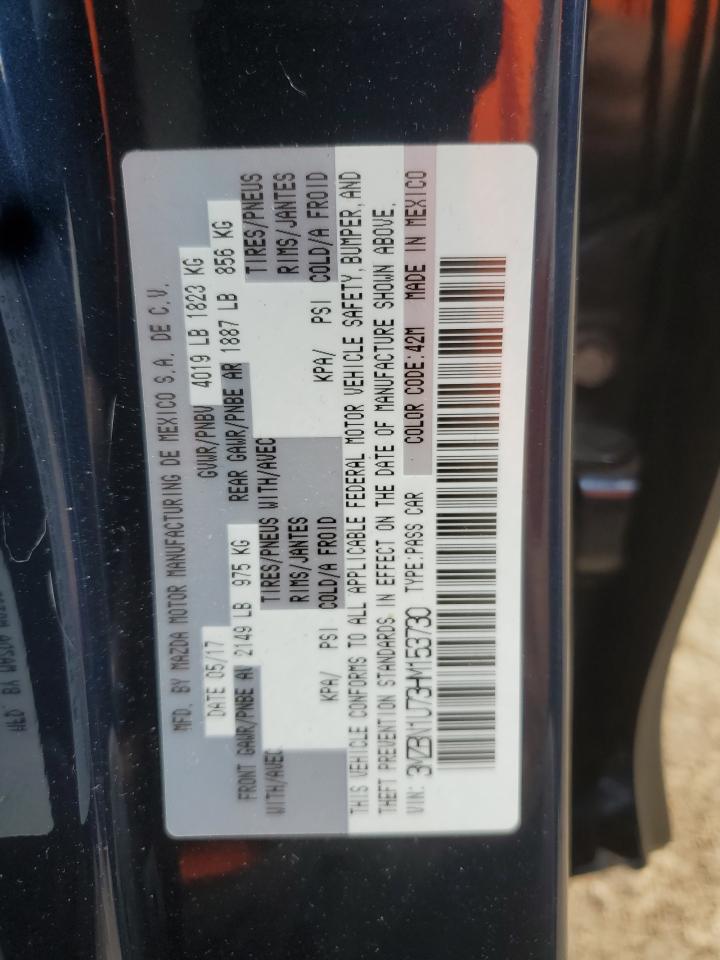 MFD. BY MAZDA MOTOR MANUFACTURING DE MEXICO S.A. DE C.V.
DATE 05/17 GVWR/PNBV 4019 LB 1823 KG
FRONT GAWR/PNBE AV 2149 LB 975 KG REAR GAWR/PNBE AR 1887 LB 856 KG
WITH/AVEC TIRES/PNEUS WITH/AVEC TIRES/PNEUS
RIMS/JANTES RIMS/JANTES
KPA/ PSI COLD/A FROID KPA/ PSI COLD/A FROID
THIS VEHICLE CONFORMS TO ALL APPLICABLE FEDERAL MOTOR VEHICLE SAFETY, BUMPER, AND
THEFT PREVENTION STANDARDS IN EFFECT ON THE DATE OF MANUFACTURE SHOWN ABOVE.
VIN: 3MZBN1U73HM153730 TYPE:PASS CAR COLOR CODE:42M MADE IN MEXICO